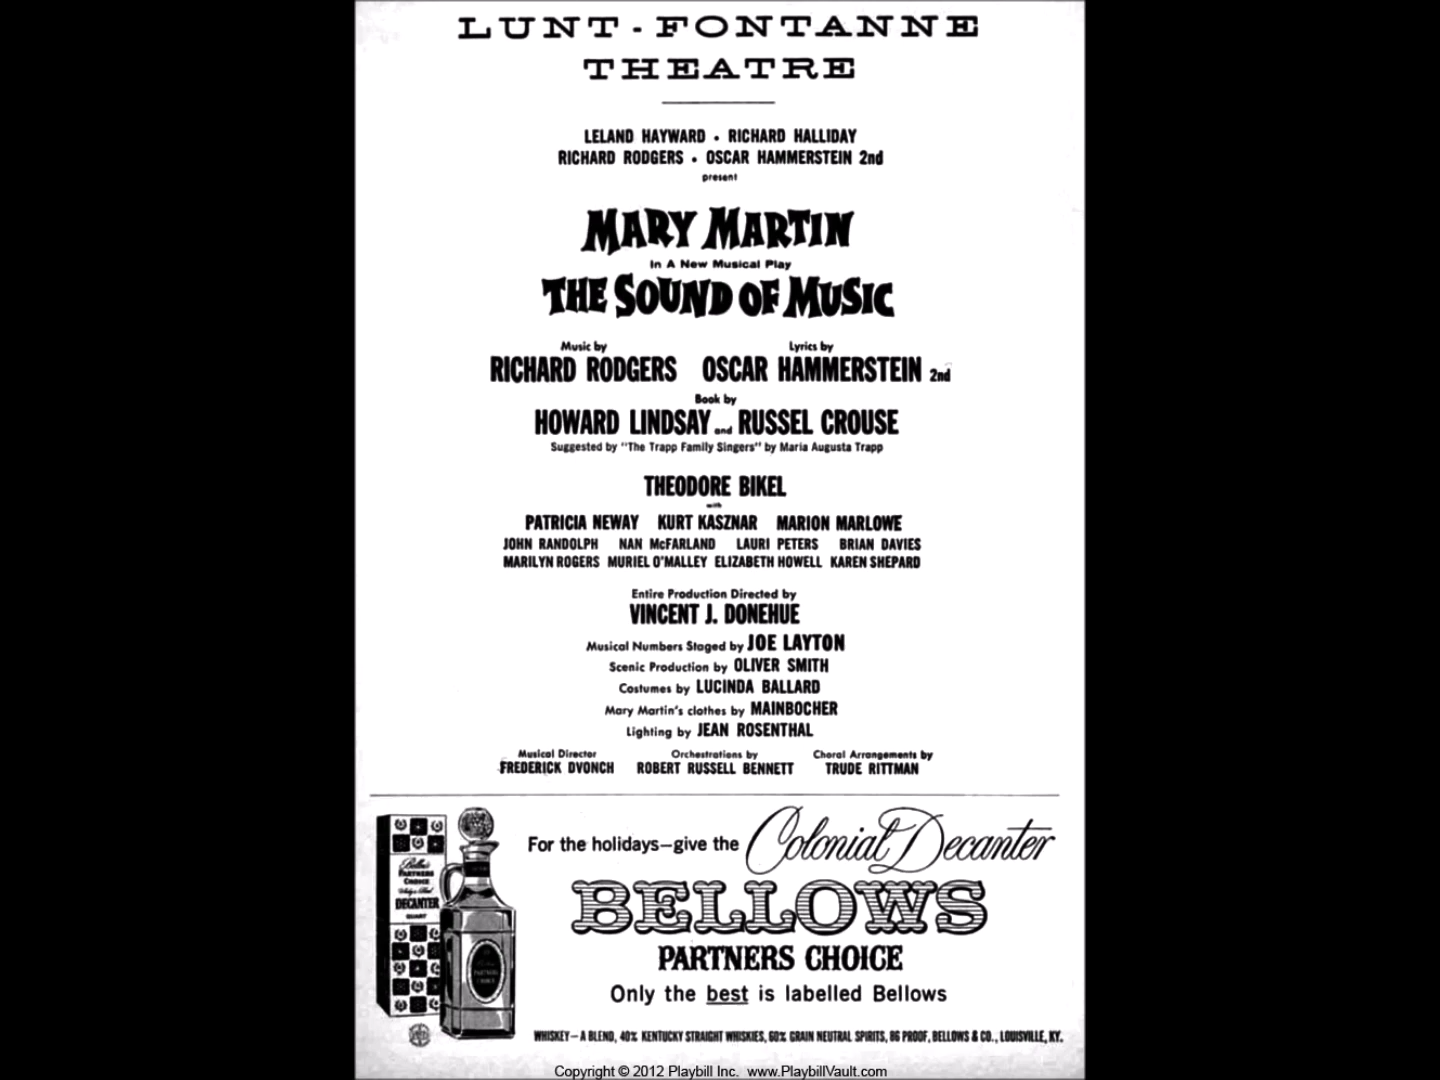 LUNT-FONTANNE
THEATRE
LELAND HAYWARD • RICHARD HALLIDAY
RICHARD RODGERS • OSCAR HAMMERSTEIN 2nd
present
MARY MARTIN
In A New Musical Play
THE SOUND OF MUSIC
Music by Lyrics by
RICHARD RODGERS OSCAR HAMMERSTEIN 2nd
Book by
HOWARD LINDSAY and RUSSEL CROUSE
Suggested by "The Trapp Family Singers" by Maria Augusta Trapp
THEODORE BIKEL
with
PATRICIA NEWAY KURT KASZNAR MARION MARLOWE
JOHN RANDOLPH NAN McFARLAND LAURI PETERS BRIAN DAVIES
MARILYN ROGERS MURIEL O'MALLEY ELIZABETH HOWELL KAREN SHEPARD
Entire Production Directed by
VINCENT J. DONEHUE
Musical Numbers Staged by JOE LAYTON
Scenic Production by OLIVER SMITH
Costumes by LUCINDA BALLARD
Mary Martin's clothes by MAINBOCHER
Lighting by JEAN ROSENTHAL
Musical Director Orchestrations by Choral Arrangements by
FREDERICK DVONCH ROBERT RUSSELL BENNETT TRUDE RITTMAN
For the holidays—give the Colonial Decanter
BELLOWS
PARTNERS CHOICE
Only the best is labelled Bellows
WHISKEY—A BLEND, 40% KENTUCKY STRAIGHT WHISKIES, 60% GRAIN NEUTRAL SPIRITS, 86 PROOF, BELLOWS & CO., LOUISVILLE, KY.
Bellows
PARTNERS
CHOICE
DECANTER
QUART
PARTNERS
CHOICE
Copyright © 2012 Playbill Inc. www.PlaybillVault.com